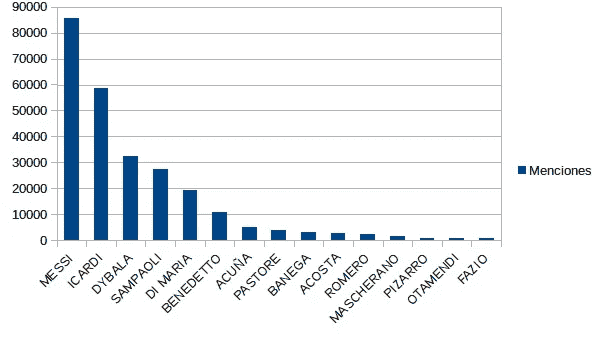 90000
80000
70000
60000
50000
40000
30000
20000
10000
0
MESSI
ICARDI
DYBALA
SAMPAOLI
DI MARIA
BENEDETTO
ACUÑA
PASTORE
BANEGA
ACOSTA
ROMERO
MASCHERANO
PIZARRO
OTAMENDI
FAZIO
Menciones